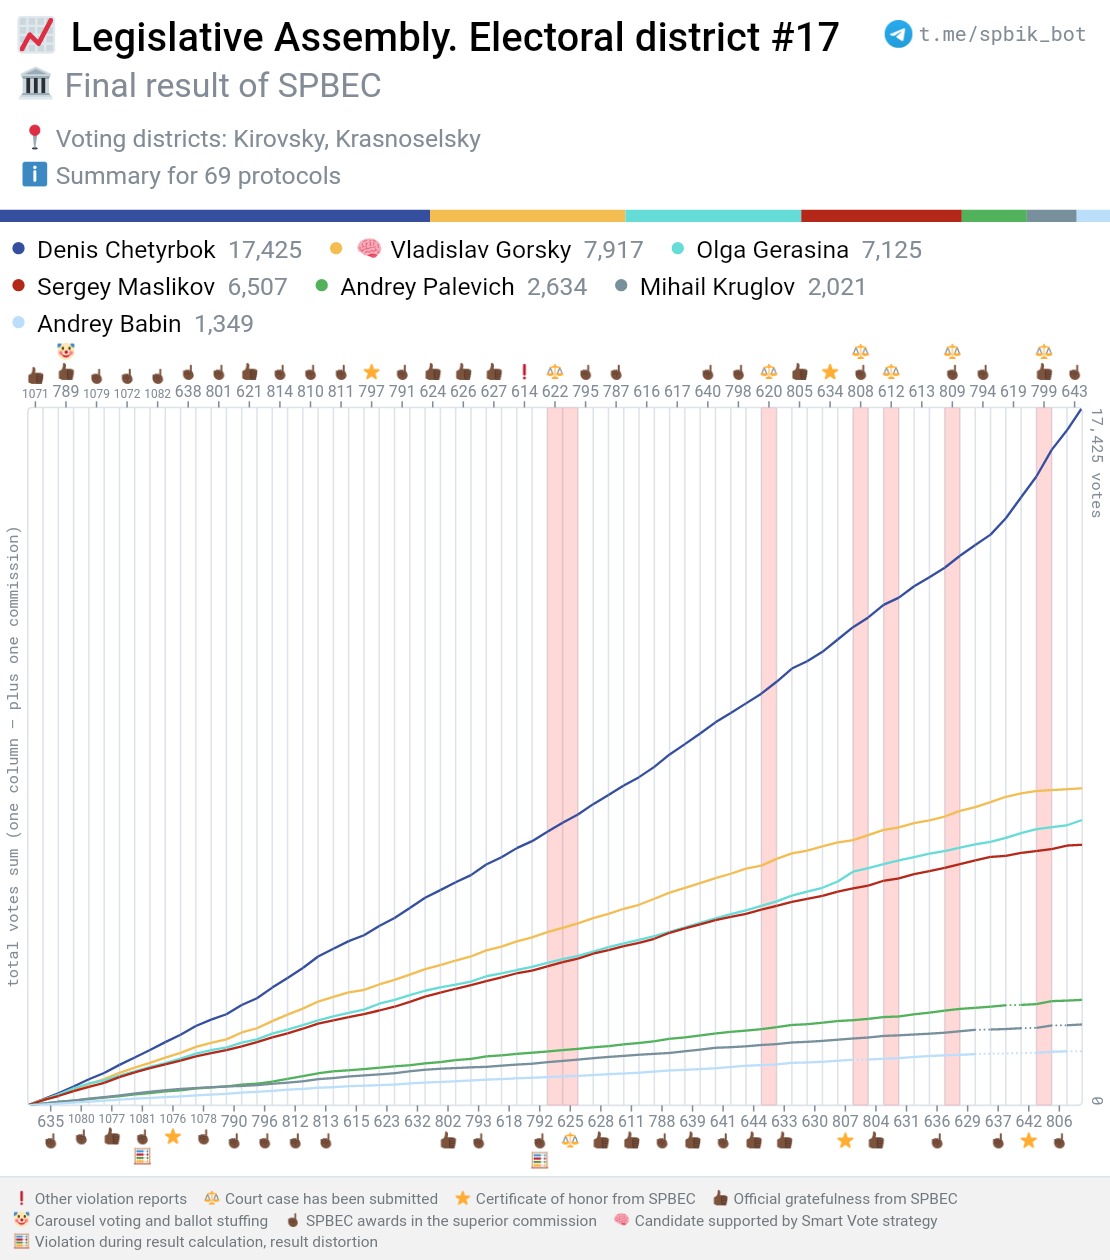 Legislative Assembly. Electoral district #17
t.me/spbik_bot
Final result of SPBEC
Voting districts: Kirovsky, Krasnoselsky
Summary for 69 protocols
Denis Chetyrbok 17,425 Vladislav Gorsky 7,917 Olga Gerasina 7,125
Sergey Maslikov 6,507 Andrey Palevich 2,634 Mihail Kruglov 2,021
Andrey Babin 1,349
1071 789 1079 1072 1082 638 801 621 814 810 811 797 791 624 626 627 614 622 795 787 616 617 640 798 620 805 634 808 612 613 809 794 619 799 643
17,425 votes
total votes sum (one column – plus one commission)
0
635 1080 1077 1081 1076 1078 790 796 812 813 615 623 632 802 793 618 792 625 628 611 788 639 641 644 633 630 807 804 631 636 629 637 642 806
Other violation reports Court case has been submitted Certificate of honor from SPBEC Official gratefulness from SPBEC
Carousel voting and ballot stuffing SPBEC awards in the superior commission Candidate supported by Smart Vote strategy
Violation during result calculation, result distortion